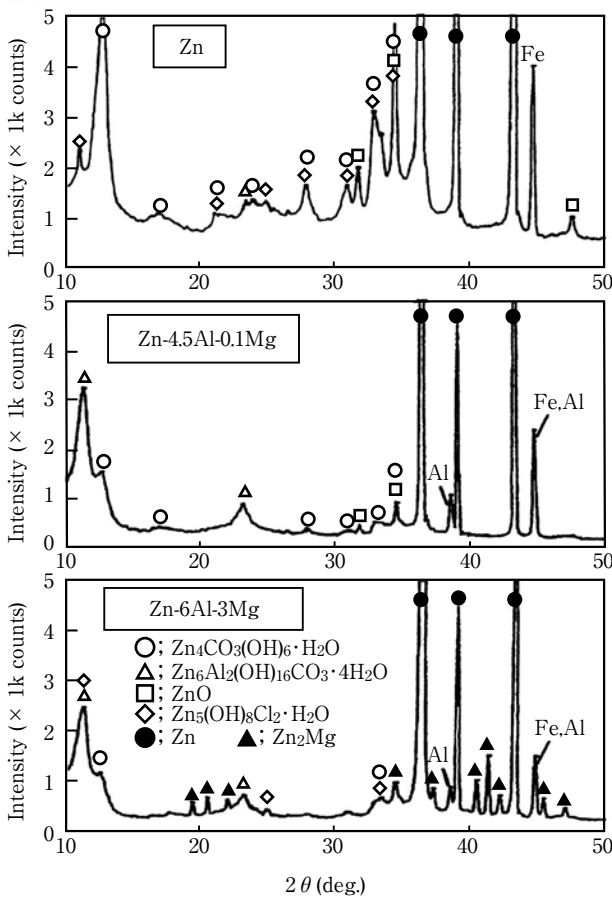 Intensity (× 1k counts)
5
4
3
2
1
0
Zn
Fe
10 20 30 40 50
Intensity (× 1k counts)
5
4
3
2
1
0
Zn-4.5Al-0.1Mg
Al
Fe,Al
10 20 30 40 50
Intensity (× 1k counts)
5
4
3
2
1
0
Zn-6Al-3Mg
○; Zn₄CO₃(OH)₆·H₂O
△; Zn₆Al₂(OH)₁₆CO₃·4H₂O
□; ZnO
◇; Zn₅(OH)₈Cl₂·H₂O
●; Zn ▲; Zn₂Mg
Al
Fe,Al
10 20 30 40 50
2 θ (deg.)